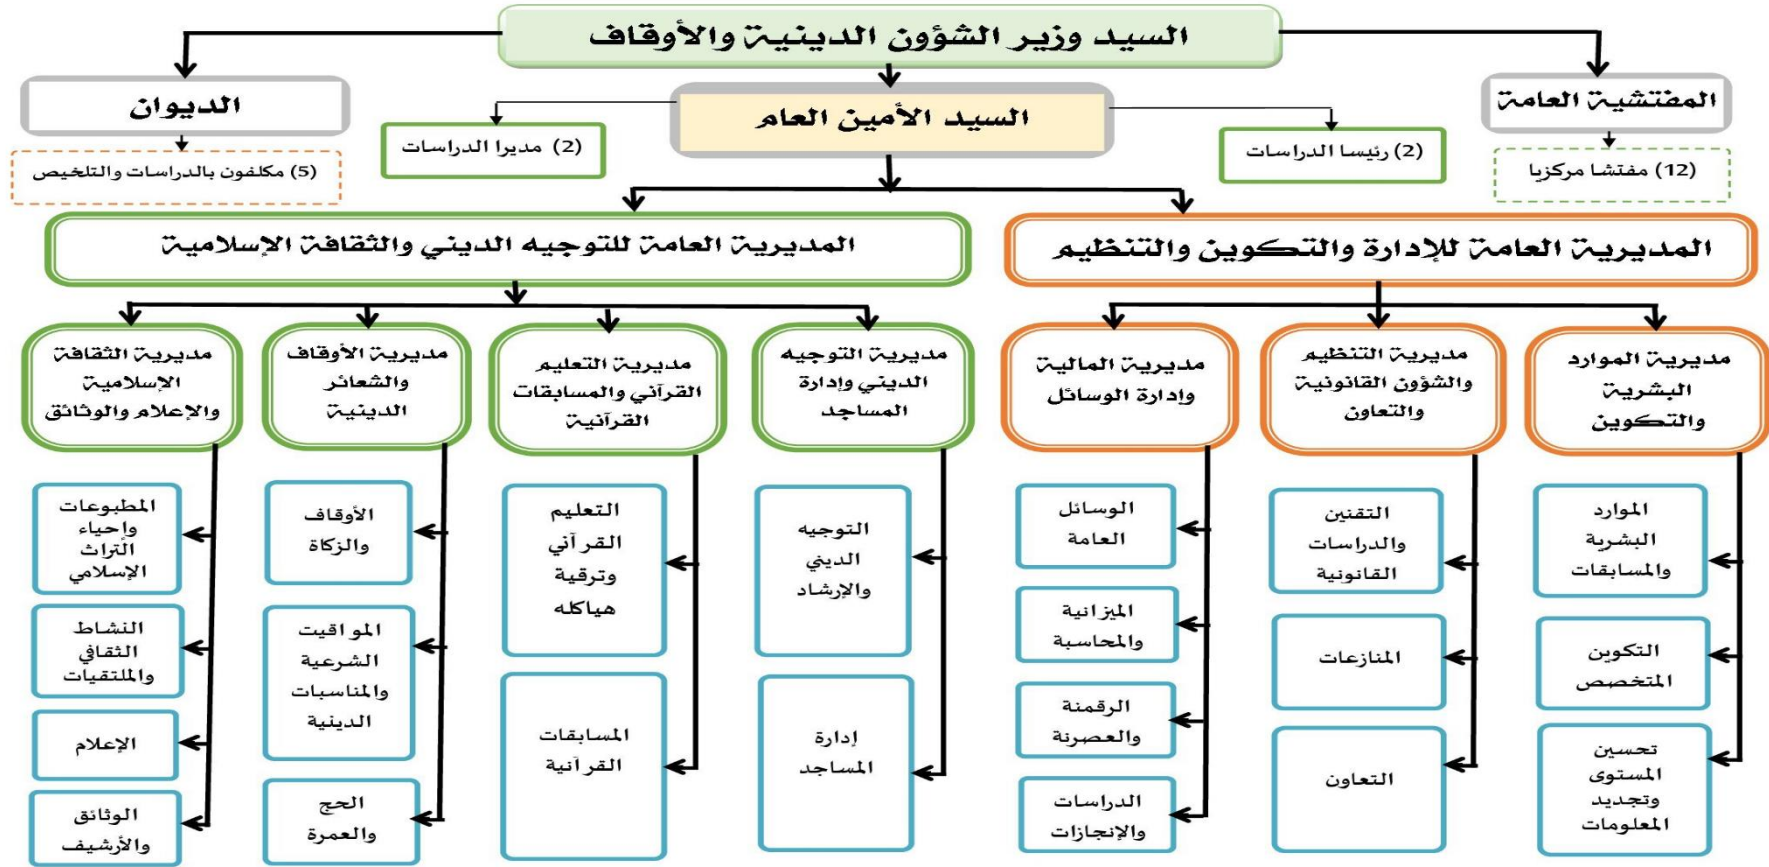 السيد وزير الشؤون الدينية والأوقاف
المفتشية العامة
(12) مفتشا مركزيا
السيد الأمين العام
(2) رئيسا الدراسات
(2) مديرا الدراسات
الديوان
(5) مكلفون بالدراسات والتلخيص
المديرية العامة للإدارة والتكوين والتنظيم
المديرية العامة للتوجيه الديني والثقافة الإسلامية
مديرية الموارد
البشرية
والتكوين
الموارد
البشرية
والمسابقات
التكوين
المتخصص
تحسين
المستوى
وتجديد
المعلومات
مديرية التنظيم
والشؤون القانونية
والتعاون
التقنين
والدراسات
القانونية
المنازعات
التعاون
مديرية المالية
وإدارة الوسائل
الوسائل
العامة
الميزانية
والمحاسبة
الرقمنة
والعصرنة
الدراسات
والإنجازات
مديرية التوجيه
الديني وإدارة
المساجد
التوجيه
الديني
والإرشاد
إدارة
المساجد
مديرية التعليم
القرآني والمسابقات
القرآنية
التعليم
القرآني
وترقية
هياكله
المسابقات
القرآنية
مديرية الأوقاف
والشعائر
الدينية
الأوقاف
والزكاة
المواقيت
الشرعية
والمناسبات
الدينية
الحج
والعمرة
مديرية الثقافة
الإسلامية
والإعلام والوثائق
المطبوعات
وإحياء
التراث
الإسلامي
النشاط
الثقافي
والملتقيات
الإعلام
الوثائق
والأرشيف